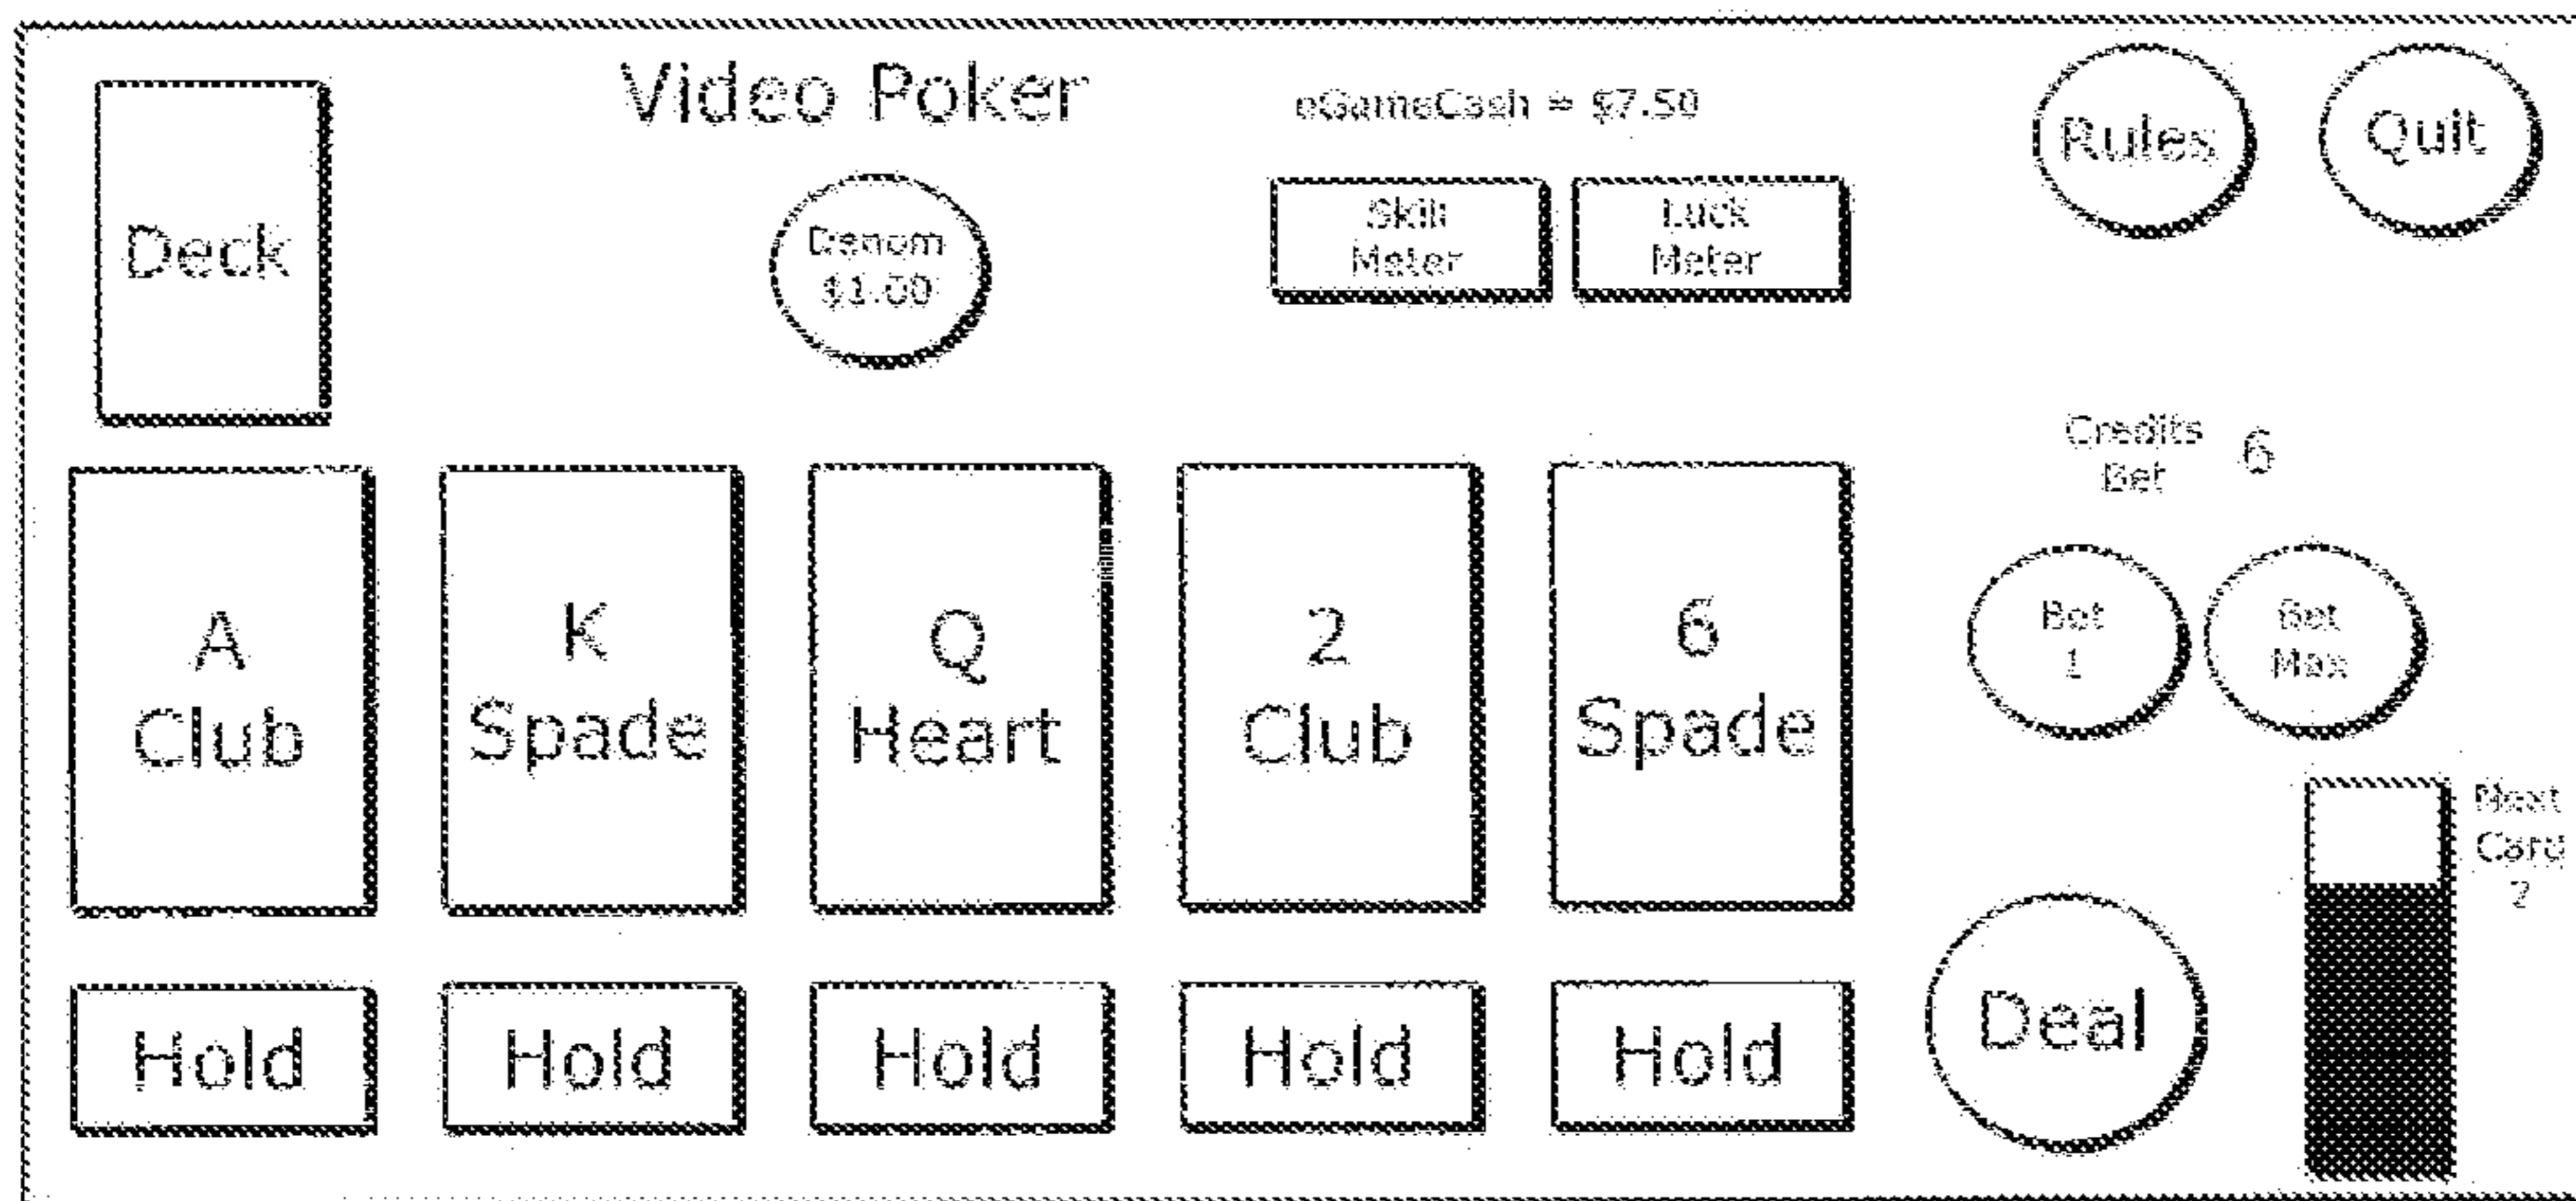 Video Poker
eGameCash = $7.50
Rules
Quit
Deck
Denom
$1.00
Skill
Meter
Luck
Meter
Credits
Bet
6
A
Club
K
Spade
Q
Heart
2
Club
6
Spade
Bet
1
Bet
Max
Next
Card
?
Hold
Hold
Hold
Hold
Hold
Deal